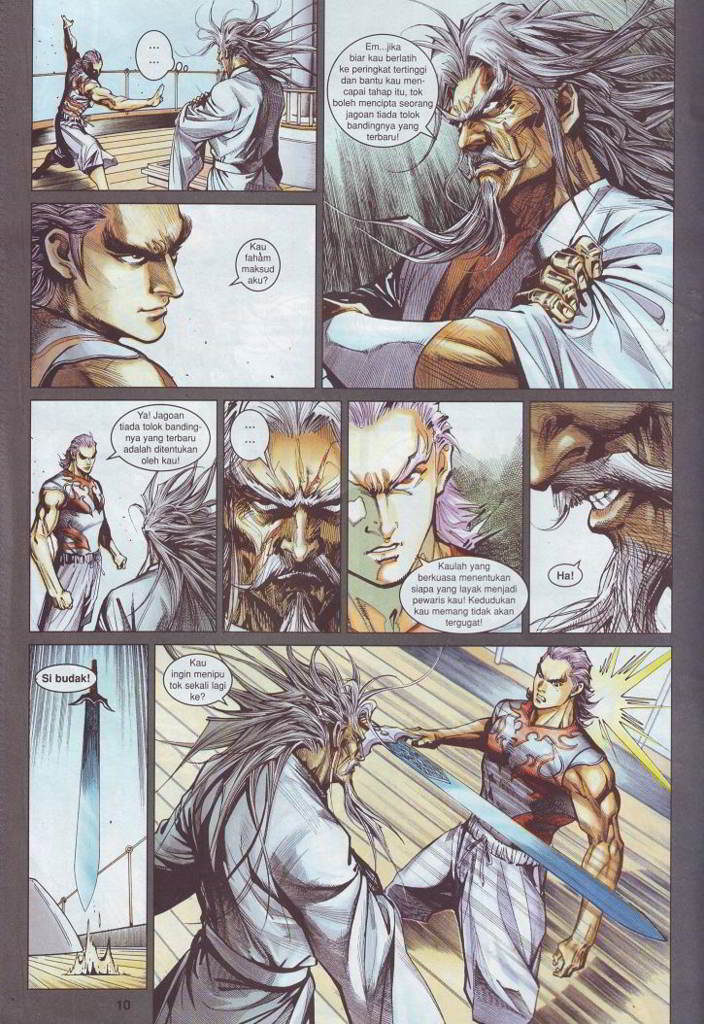 ... 
...
Em...jika
biar kau berlatih
ke peringkat tertinggi
dan bantu kau men-
capai tahap itu, tok
boleh mencipta seorang
jagoan tiada tolok
bandingnya yang
terbaru!
Kau
faham
maksud
aku?
Ya! Jagoan
tiada tolok banding-
nya yang terbaru
adalah ditentukan
oleh kau!
...
...
Kaulah yang
berkuasa menentukan
siapa yang layak menjadi
pewaris kau! Kedudukan
kau memang tidak akan
tergugat!
Ha!
Si budak!
Kau
ingin menipu
tok sekali lagi
ke?
10